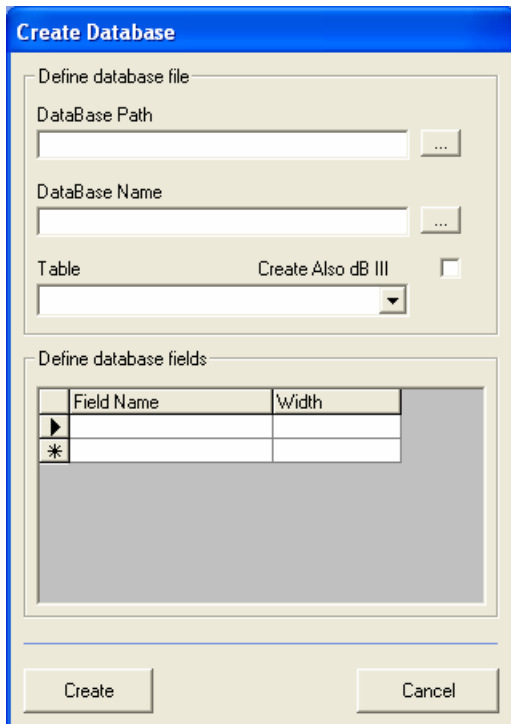 Create Database
Define database file
DataBase Path
...
DataBase Name
...
Table Create Also dB III
Define database fields
Field Name Width
Create Cancel